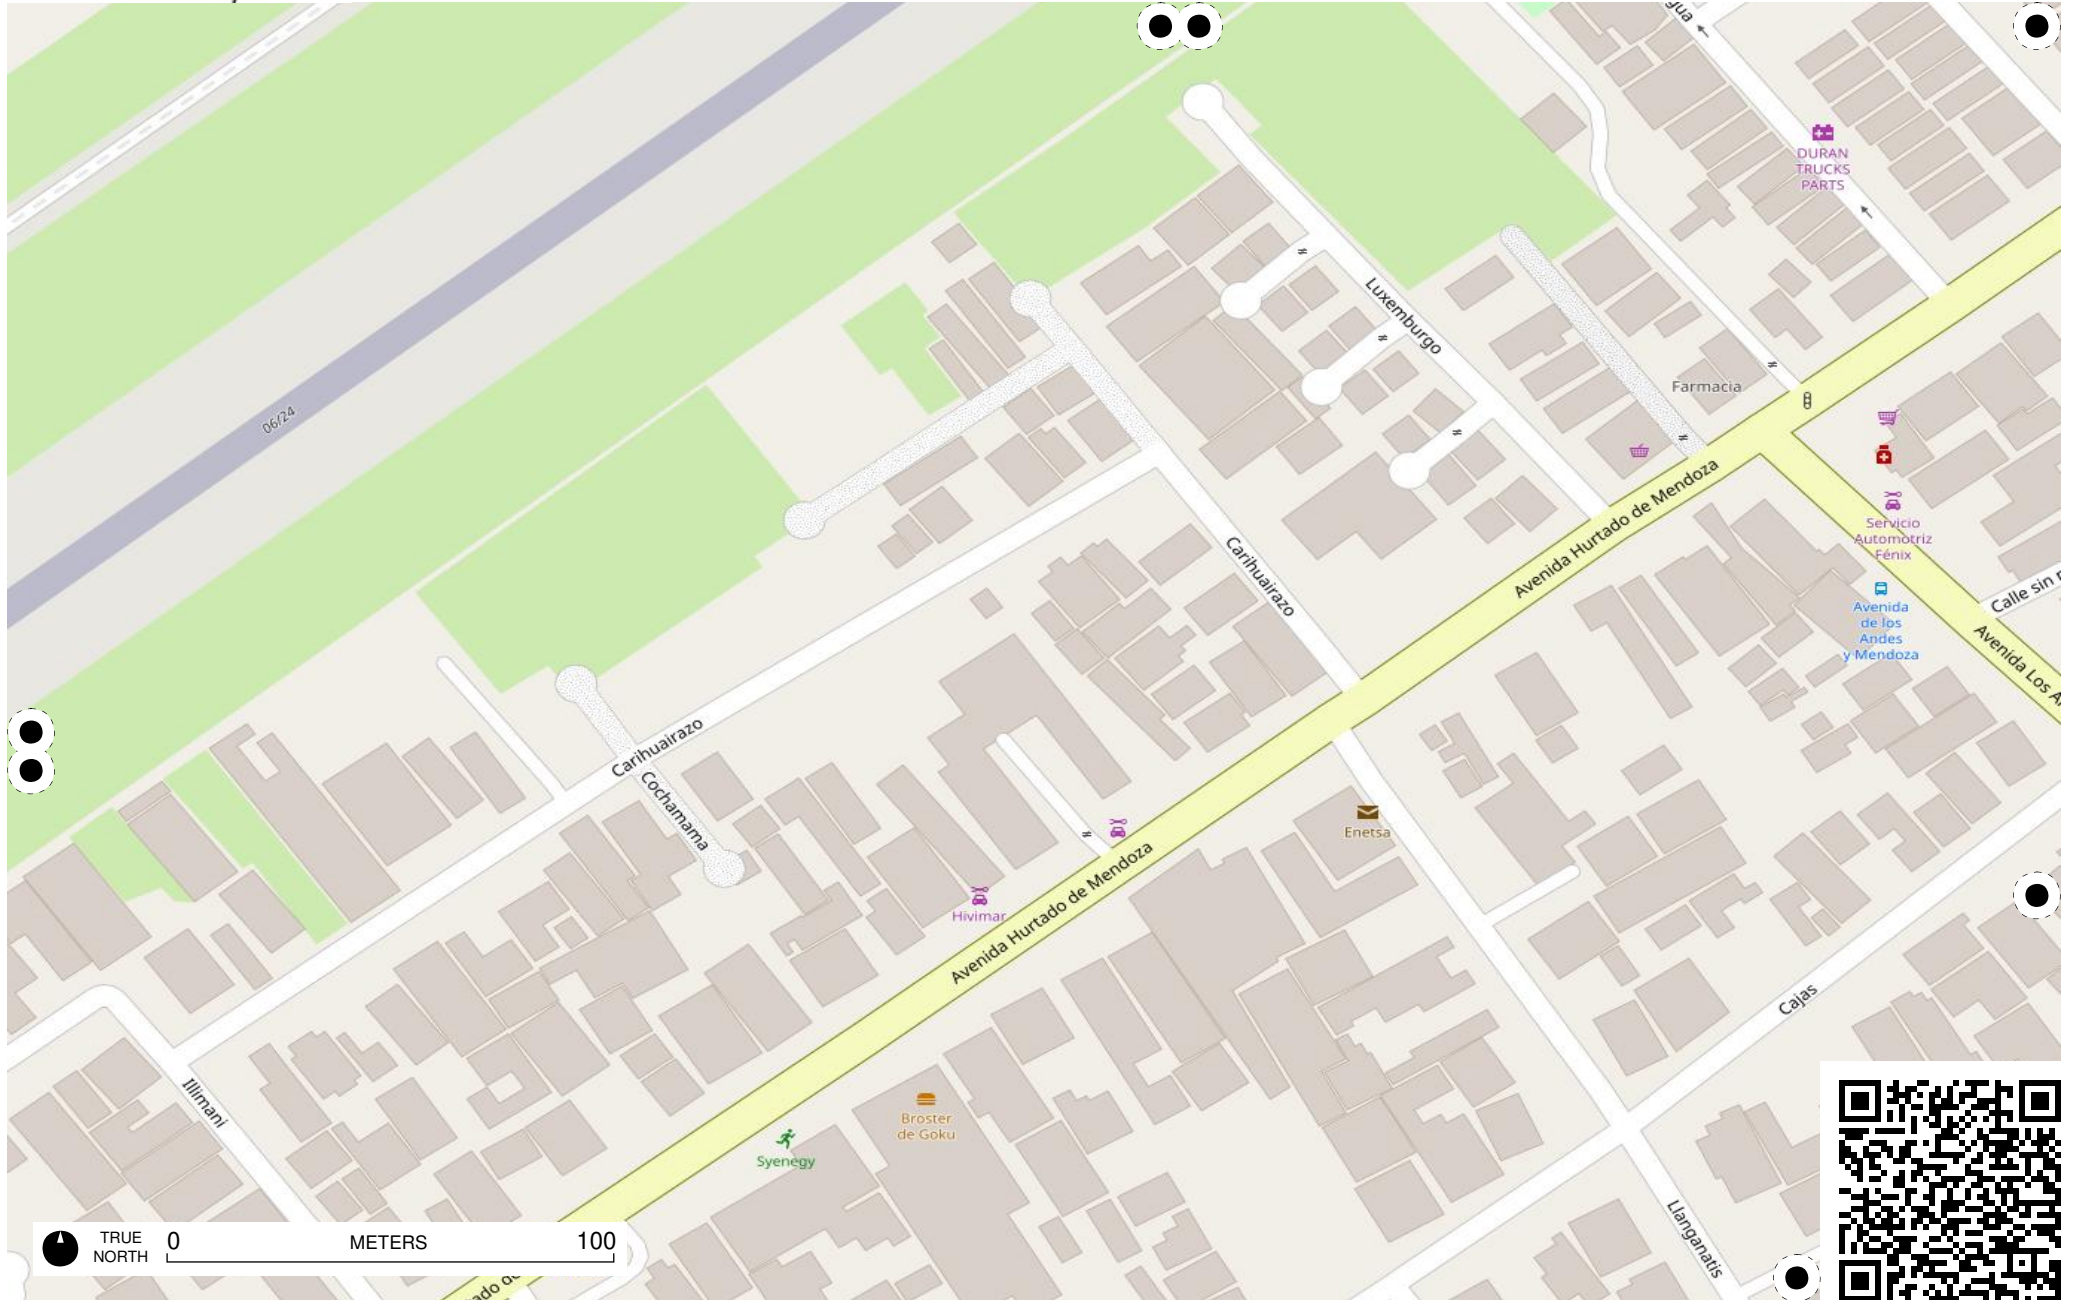 DURAN
TRUCKS
PARTS
Luxemburgo
Farmacia
06/24
Avenida Hurtado de Mendoza
Servicio
Automotriz
Fénix
Carihuairazo
Avenida
de los
Andes
y Mendoza
Calle sin
Avenida Los
Carihuairazo
Cochamama
Enetsa
Hivimar
Avenida Hurtado de Mendoza
Cajas
Illimani
Broster
de Goku
Syenegy
Llanganatis
TRUE
NORTH
0 METERS 100